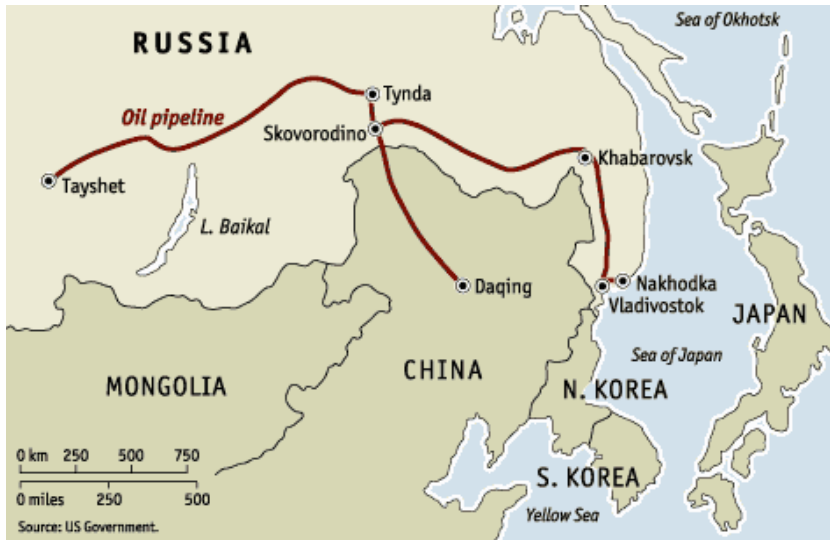 Sea of Okhotsk
RUSSIA
Tynda
Oil pipeline
Skovorodino
Khabarovsk
Tayshet
L. Baikal
Daqing
Nakhodka
Vladivostok
JAPAN
Sea of Japan
CHINA
MONGOLIA
N. KOREA
0 km 250 500 750
S. KOREA
0 miles 250 500
Yellow Sea
Source: US Government.